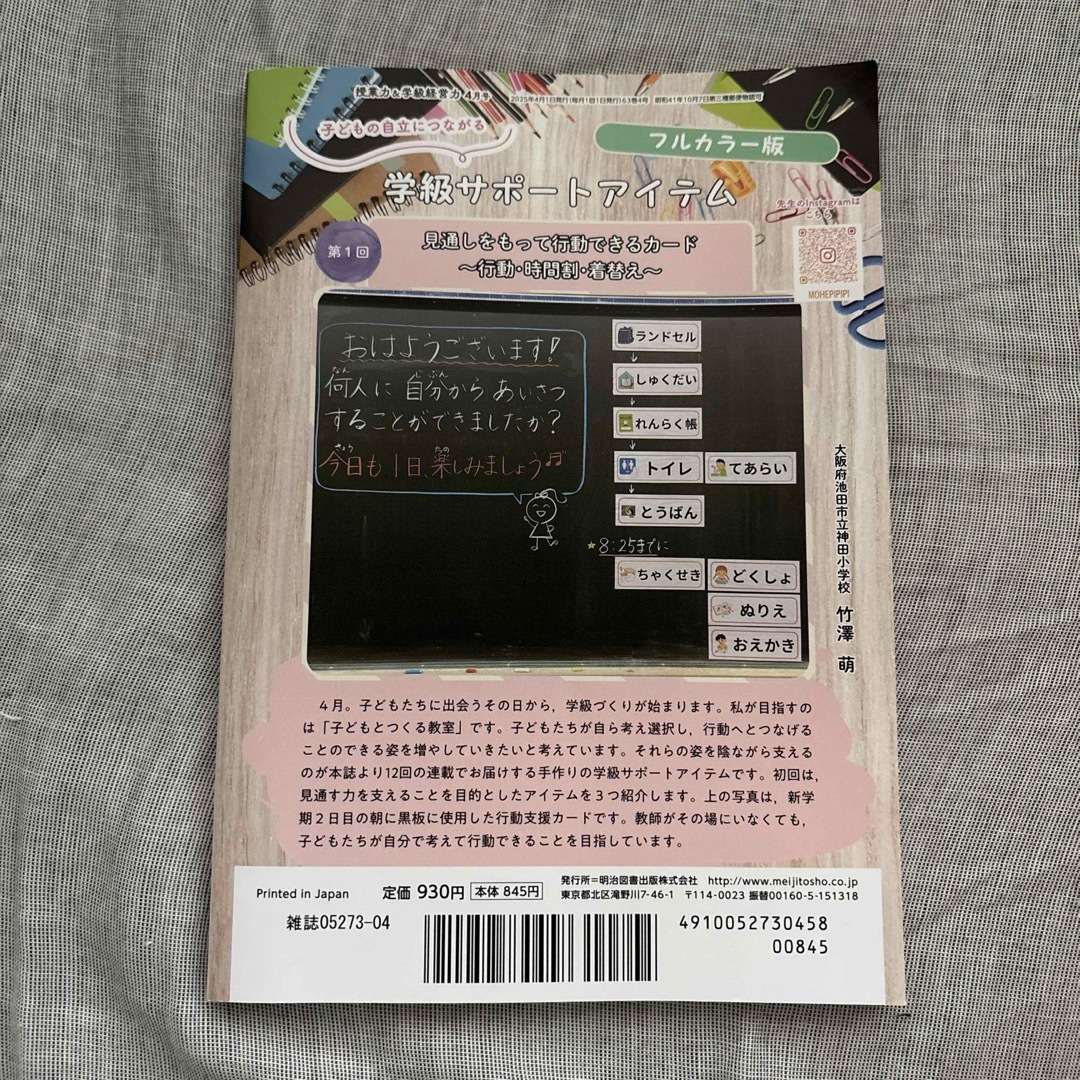 授業力&学級経営力 4月号
2025年4月1日発行(毎月1回1日発行)63巻4号 昭和41年10月7日第三種郵便物認可
子どもの自立につながる
フルカラー版
学級サポートアイテム
先生のInstagramは
こちら
MOHEPIPIPI
第1回
見通しをもって行動できるカード
〜行動・時間割・着替え〜
おはようございます!
何人に 自分から あいさつ
なん じぶん
することができましたか?
今日も 1日、楽しみましょう♬
きょう たの
ランドセル
↓
しゅくだい
↓
れんらく帳
↓
トイレ てあらい
↓
とうばん
★8:25までに
ちゃくせき どくしょ
ぬりえ
おえかき
大阪府池田市立神田小学校 竹澤 萌
4月。子どもたちに出会うその日から,学級づくりが始まります。私が目指すの
は「子どもとつくる教室」です。子どもたちが自ら考え選択し,行動へとつなげる
ことのできる姿を増やしていきたいと考えています。それらの姿を陰ながら支える
のが本誌より12回の連載でお届けする手作りの学級サポートアイテムです。初回は,
見通す力を支えることを目的としたアイテムを3つ紹介します。上の写真は,新学
期2日目の朝に黒板に使用した行動支援カードです。教師がその場にいなくても,
子どもたちが自分で考えて行動できることを目指しています。
Printed in Japan
定価 930円 本体 845円
発行所=明治図書出版株式会社 http://www.meijitosho.co.jp
東京都北区滝野川7-46-1 〒114-0023 振替00160-5-151318
雑誌05273-04
4910052730458
00845